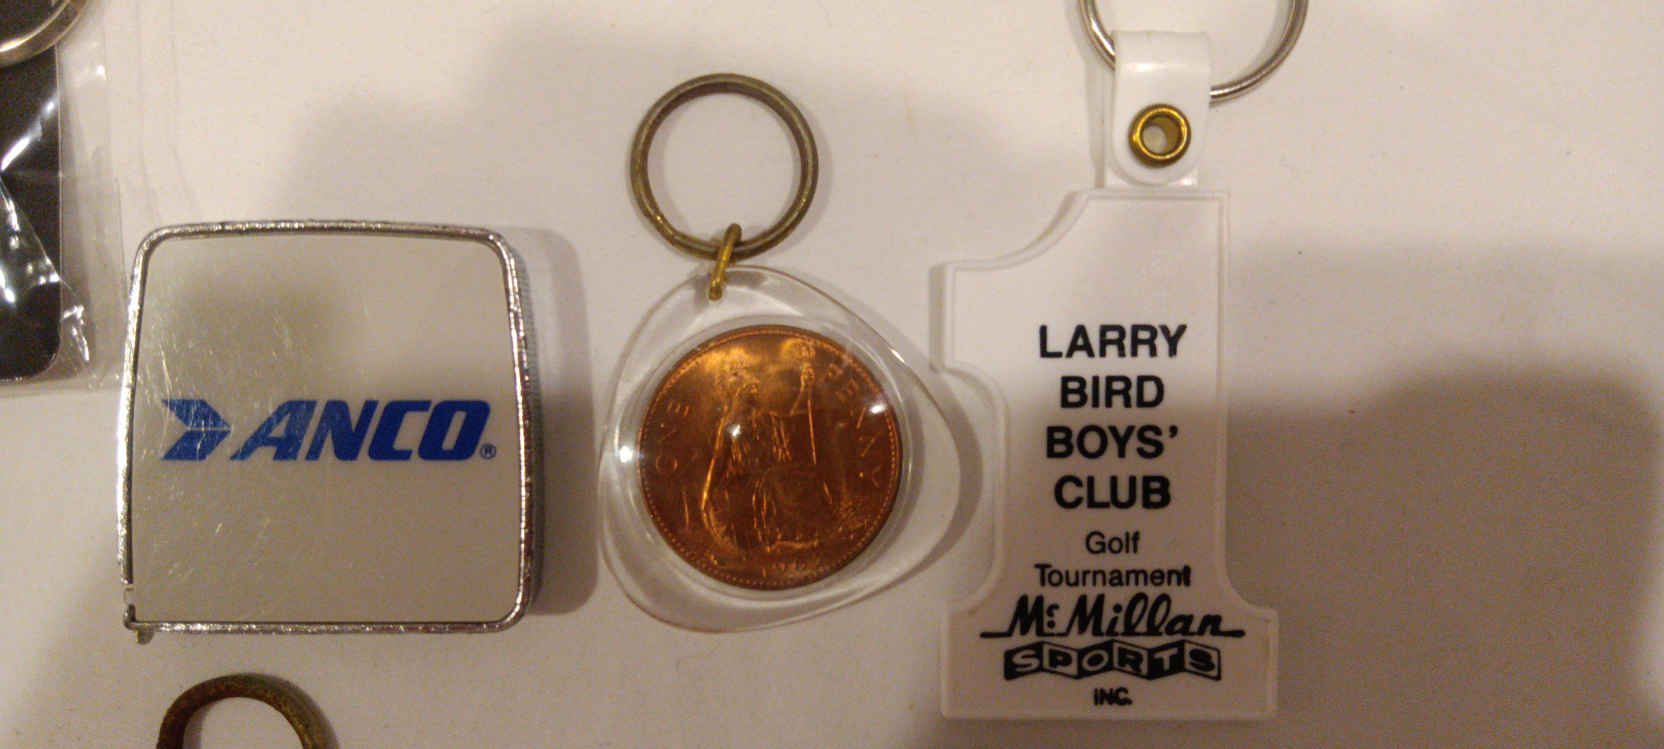 ANCO®
ONE PENNY
LARRY
BIRD
BOYS'
CLUB
Golf
Tournament
McMillan
SPORTS
INC.